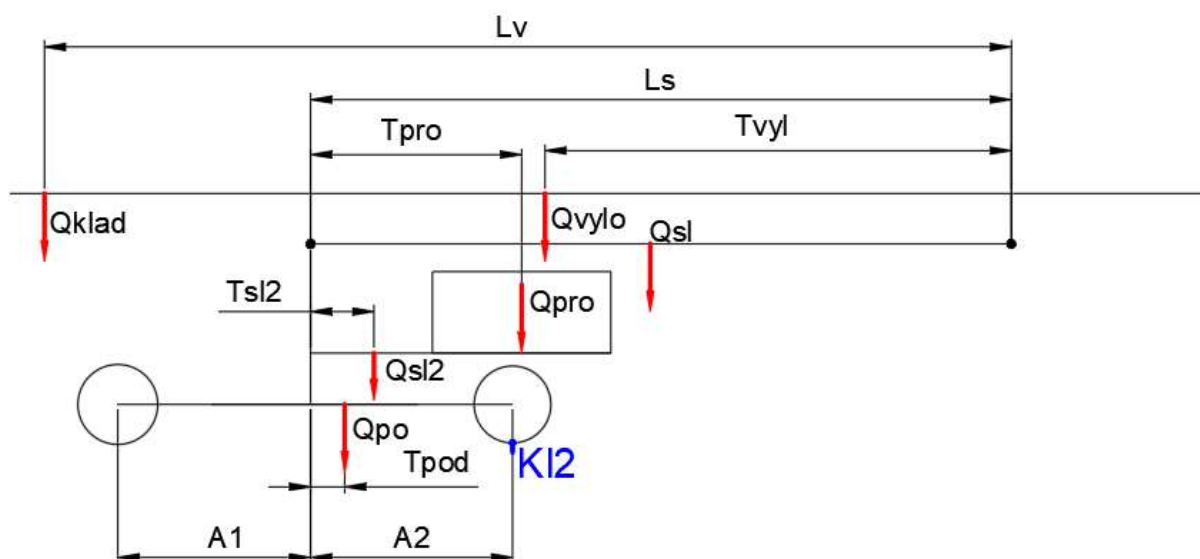 Lv
Ls
Tpro
Tvyl
Qklad
Qvylo
Qsl
Tsl2
Qpro
Qsl2
Qpo
Kl2
Tpod
A1
A2